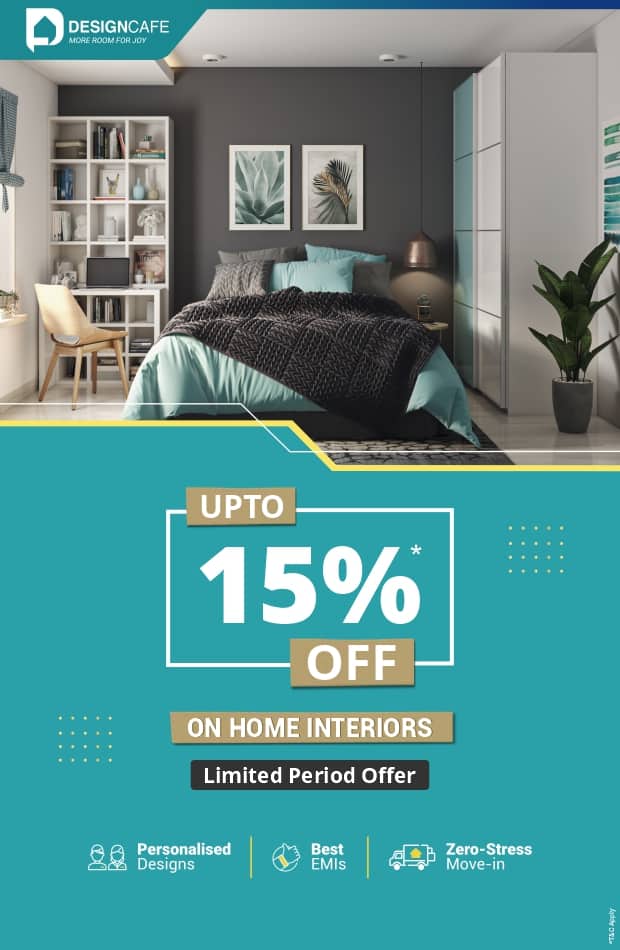 DESIGNCAFE
MORE ROOM FOR JOY
UPTO
15%*
OFF
ON HOME INTERIORS
Limited Period Offer
Personalised
Designs
Best
EMIs
Zero-Stress
Move-in
*T&C Apply